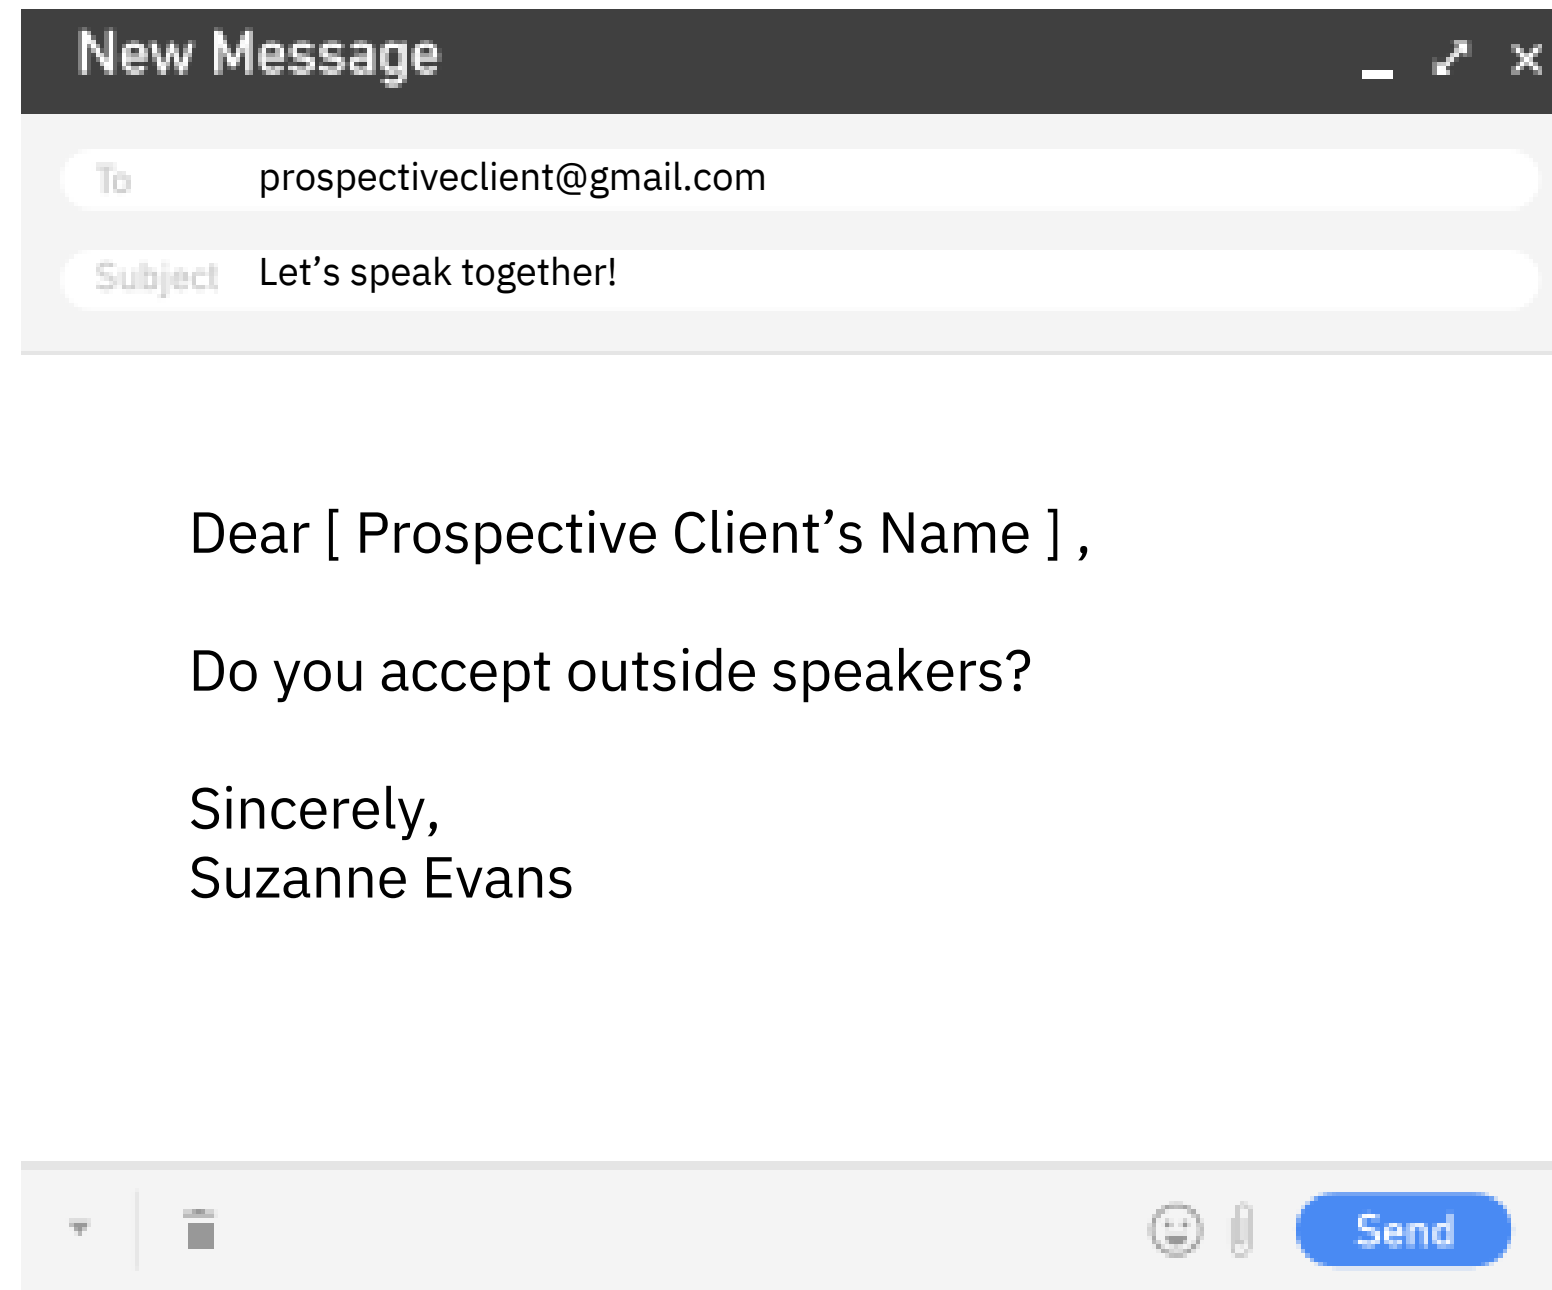 New Message
To prospectiveclient@gmail.com
Subject Let’s speak together!
Dear [ Prospective Client’s Name ] ,
Do you accept outside speakers?
Sincerely,
Suzanne Evans
Send